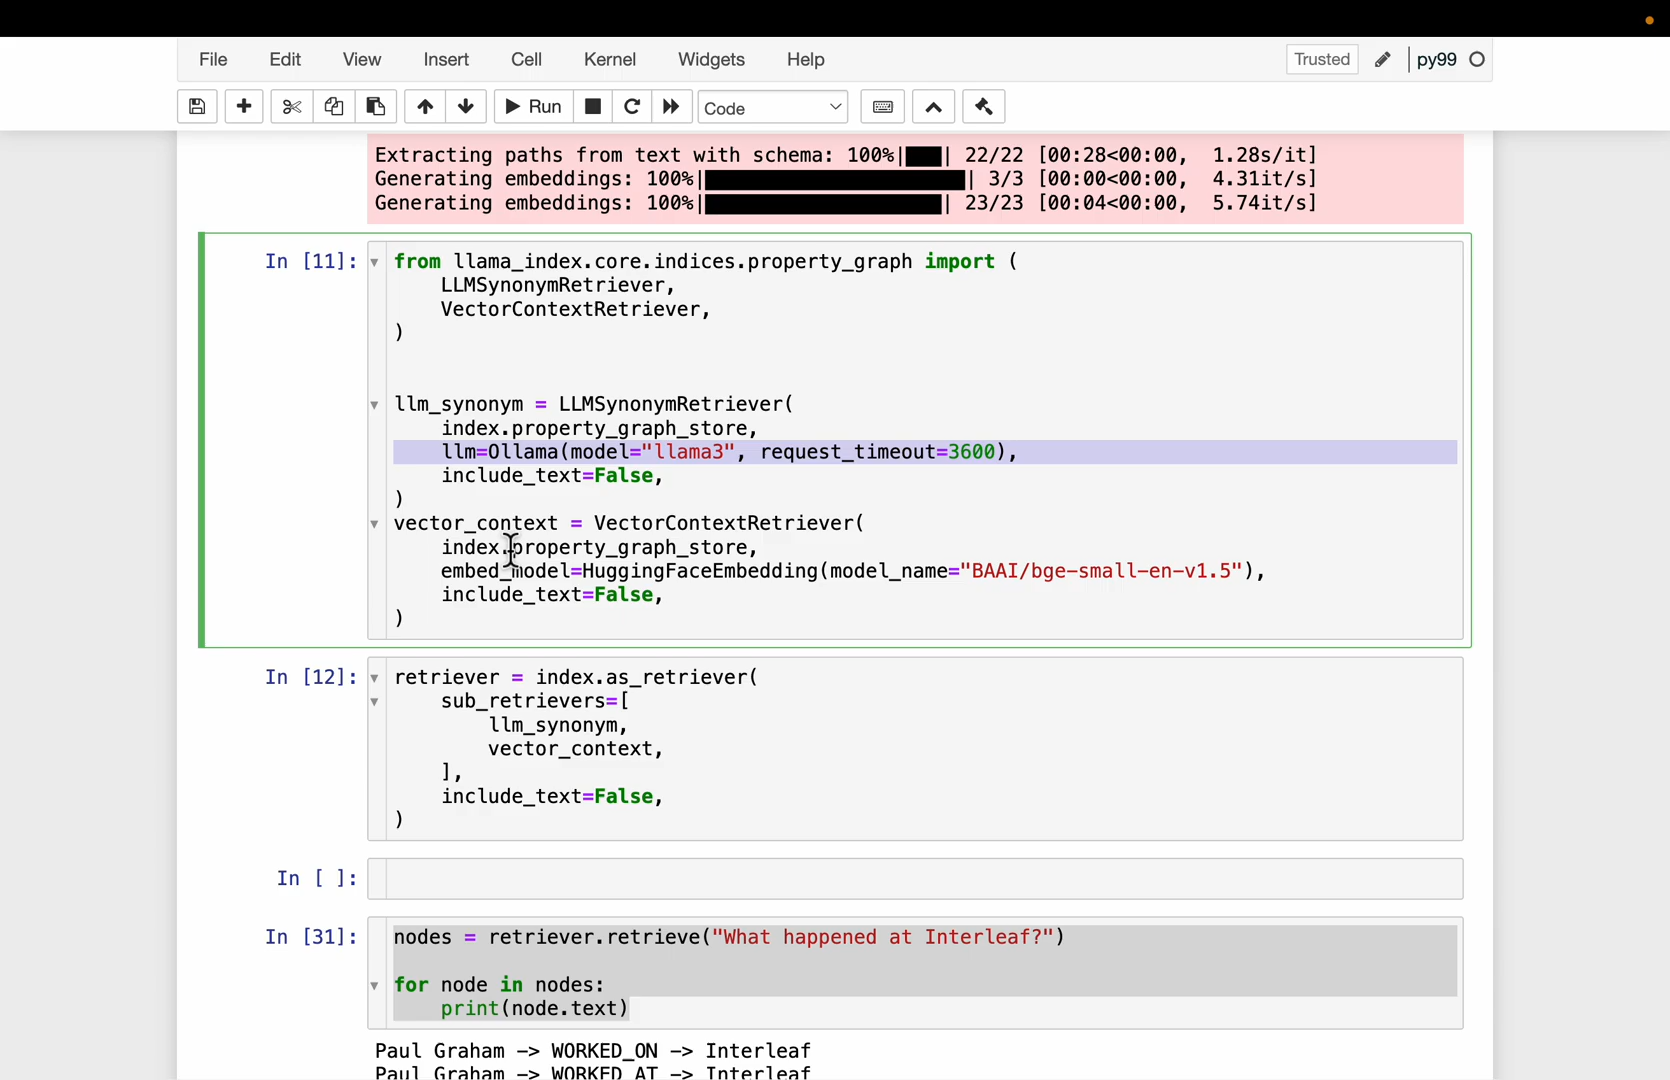 File Edit View Insert Cell Kernel Widgets Help Trusted py99
Run Code
Extracting paths from text with schema: 100%|███| 22/22 [00:28<00:00,  1.28s/it]
Generating embeddings: 100%|██████████████████████| 3/3 [00:00<00:00,  4.31it/s]
Generating embeddings: 100%|████████████████████| 23/23 [00:04<00:00,  5.74it/s]
In [11]: from llama_index.core.indices.property_graph import (
    LLMSynonymRetriever,
    VectorContextRetriever,
)
llm_synonym = LLMSynonymRetriever(
    index.property_graph_store,
    llm=Ollama(model="llama3", request_timeout=3600),
    include_text=False,
)
vector_context = VectorContextRetriever(
    index.property_graph_store,
    embed_model=HuggingFaceEmbedding(model_name="BAAI/bge-small-en-v1.5"),
    include_text=False,
)
In [12]: retriever = index.as_retriever(
    sub_retrievers=[
        llm_synonym,
        vector_context,
    ],
    include_text=False,
)
In [ ]:
In [31]: nodes = retriever.retrieve("What happened at Interleaf?")
for node in nodes:
    print(node.text)
Paul Graham -> WORKED_ON -> Interleaf
Paul Graham -> WORKED_AT -> Interleaf